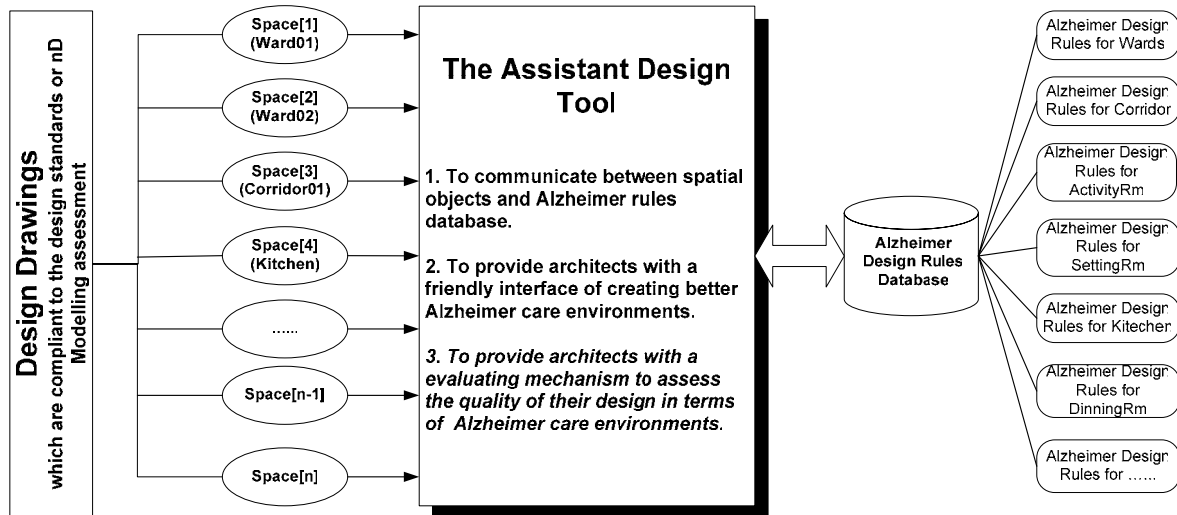 Design Drawings
which are compliant to the design standards or nD
Modelling assessment
Space[1]
(Ward01)
Space[2]
(Ward02)
Space[3]
(Corridor01)
Space[4]
(Kitchen)
......
Space[n-1]
Space[n]
The Assistant Design
Tool
1. To communicate between spatial
objects and Alzheimer rules
database.
2. To provide architects with a
friendly interface of creating better
Alzheimer care environments.
3. To provide architects with a
evaluating mechanism to assess
the quality of their design in terms
of Alzheimer care environments.
Alzheimer
Design Rules
Database
Alzheimer Design
Rules for Wards
Alzheimer Design
Rules for Corridor
Alzheimer Design
Rules for
ActivityRm
Alzheimer Design
Rules for
SettingRm
Alzheimer Design
Rules for Kitechen
Alzheimer Design
Rules for
DinningRm
Alzheimer Design
Rules for ......